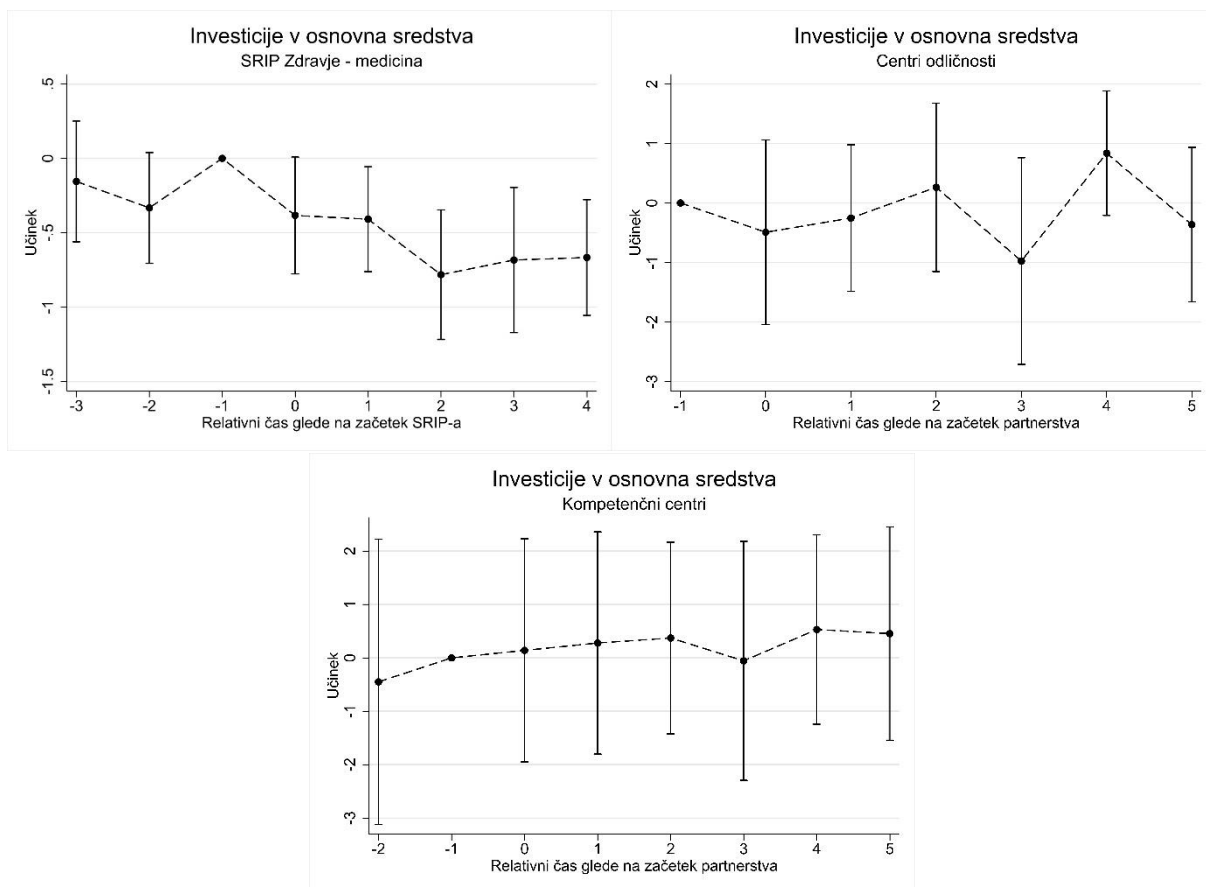 Investicije v osnovna sredstva
SRIP Zdravje - medicina
Učinek
.5
0
-.5
-1
-1.5
-3 -2 -1 0 1 2 3 4
Relativni čas glede na začetek SRIP-a
Investicije v osnovna sredstva
Centri odličnosti
Učinek
2
1
0
-1
-2
-3
-1 0 1 2 3 4 5
Relativni čas glede na začetek partnerstva
Investicije v osnovna sredstva
Kompetenčni centri
Učinek
2
1
0
-1
-2
-3
-2 -1 0 1 2 3 4 5
Relativni čas glede na začetek partnerstva